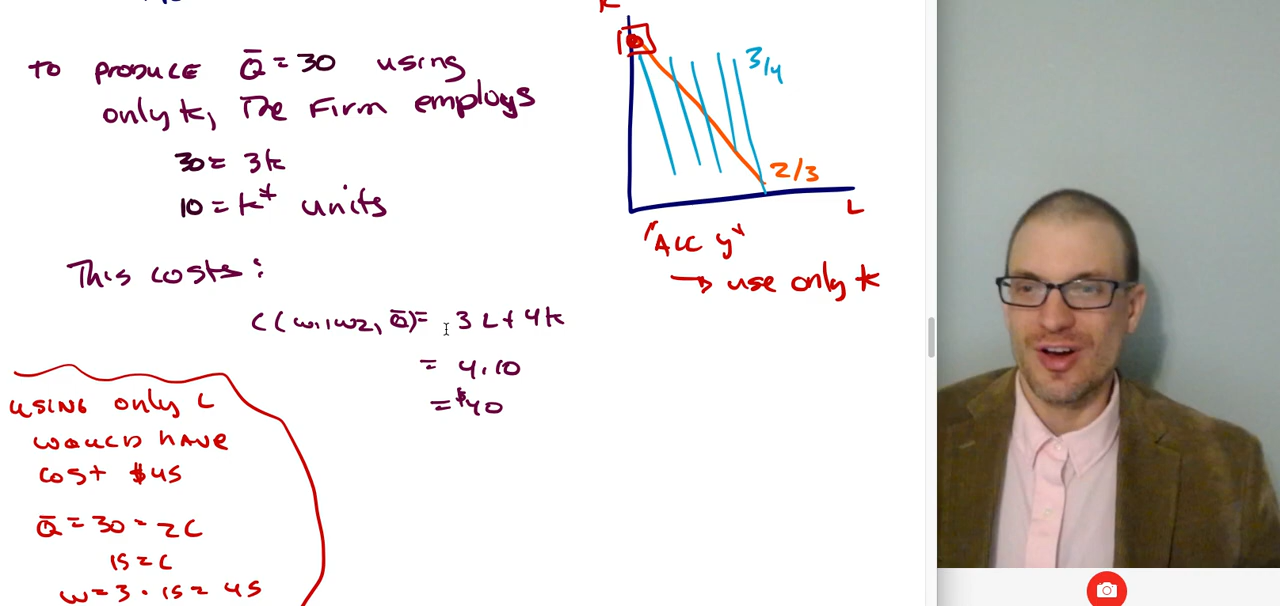 TO PRODUCE Q̄ = 30 using
only K, The Firm employs
30 = 3K
10 = K* units
This costs:
C(w1, w2, Q̄) = 3L + 4K
= 4.10
= $40
USING only L
would HAVE
cost $45
Q̄ = 30 = 2L
15 = L
w = 3 · 15 = 45
K
3/4
2/3
L
"ALL y"
→ use only K